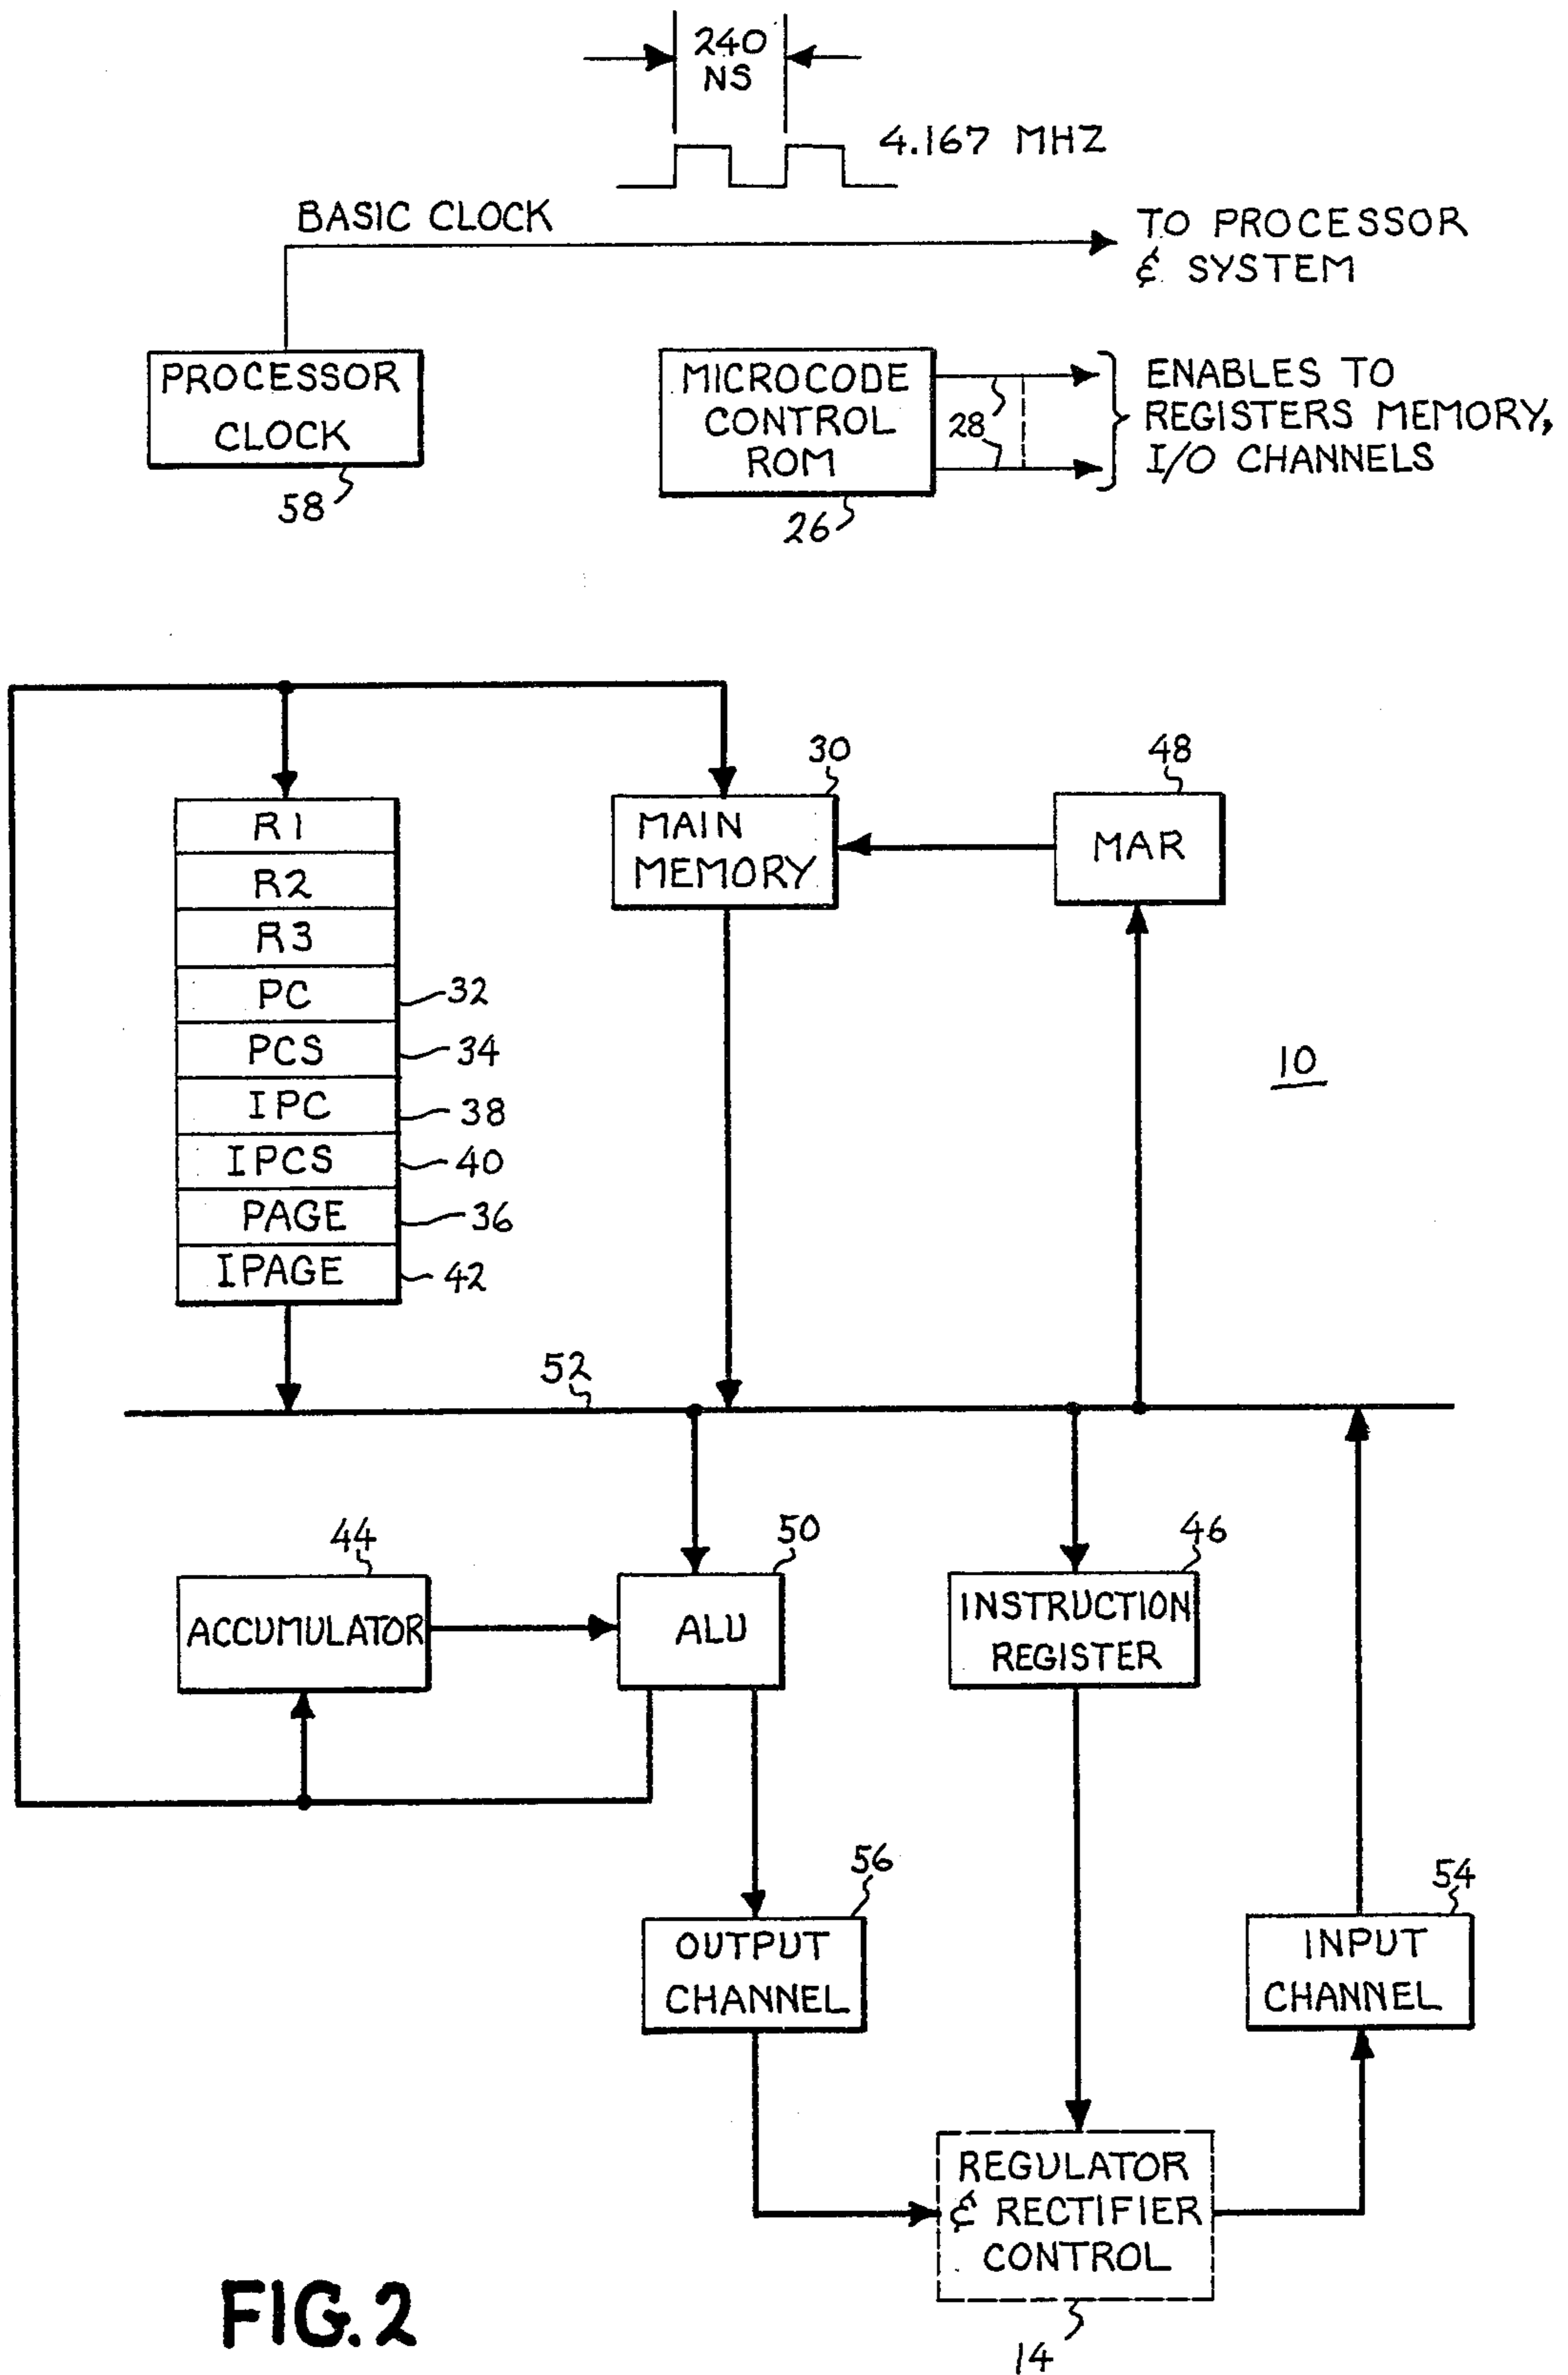 240
NS
4.167 MHZ
BASIC CLOCK
TO PROCESSOR
& SYSTEM
PROCESSOR
CLOCK
58
MICROCODE
CONTROL
ROM
26
28
ENABLES TO
REGISTERS MEMORY,
I/O CHANNELS
R1
R2
R3
PC
32
PCS
34
IPC
38
IPCS
40
PAGE
36
IPAGE
42
30
MAIN
MEMORY
48
MAR
10
52
44
ACCUMULATOR
50
ALU
46
INSTRUCTION
REGISTER
56
OUTPUT
CHANNEL
54
INPUT
CHANNEL
REGULATOR
& RECTIFIER
CONTROL
14
FIG.2